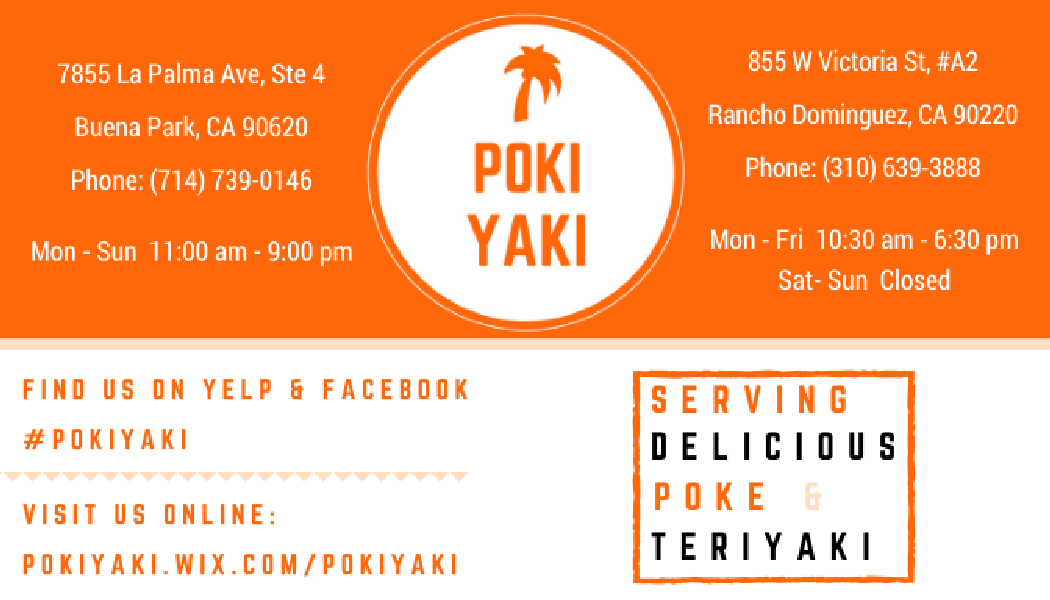 7855 La Palma Ave, Ste 4
Buena Park, CA 90620
Phone: (714) 739-0146
Mon - Sun  11:00 am - 9:00 pm
POKI
YAKI
855 W Victoria St, #A2
Rancho Dominguez, CA 90220
Phone: (310) 639-3888
Mon - Fri  10:30 am - 6:30 pm
Sat- Sun  Closed
FIND US ON YELP & FACEBOOK
#POKIYAKI
VISIT US ONLINE:
POKIYAKI.WIX.COM/POKIYAKI
SERVING
DELICIOUS
POKE &
TERIYAKI